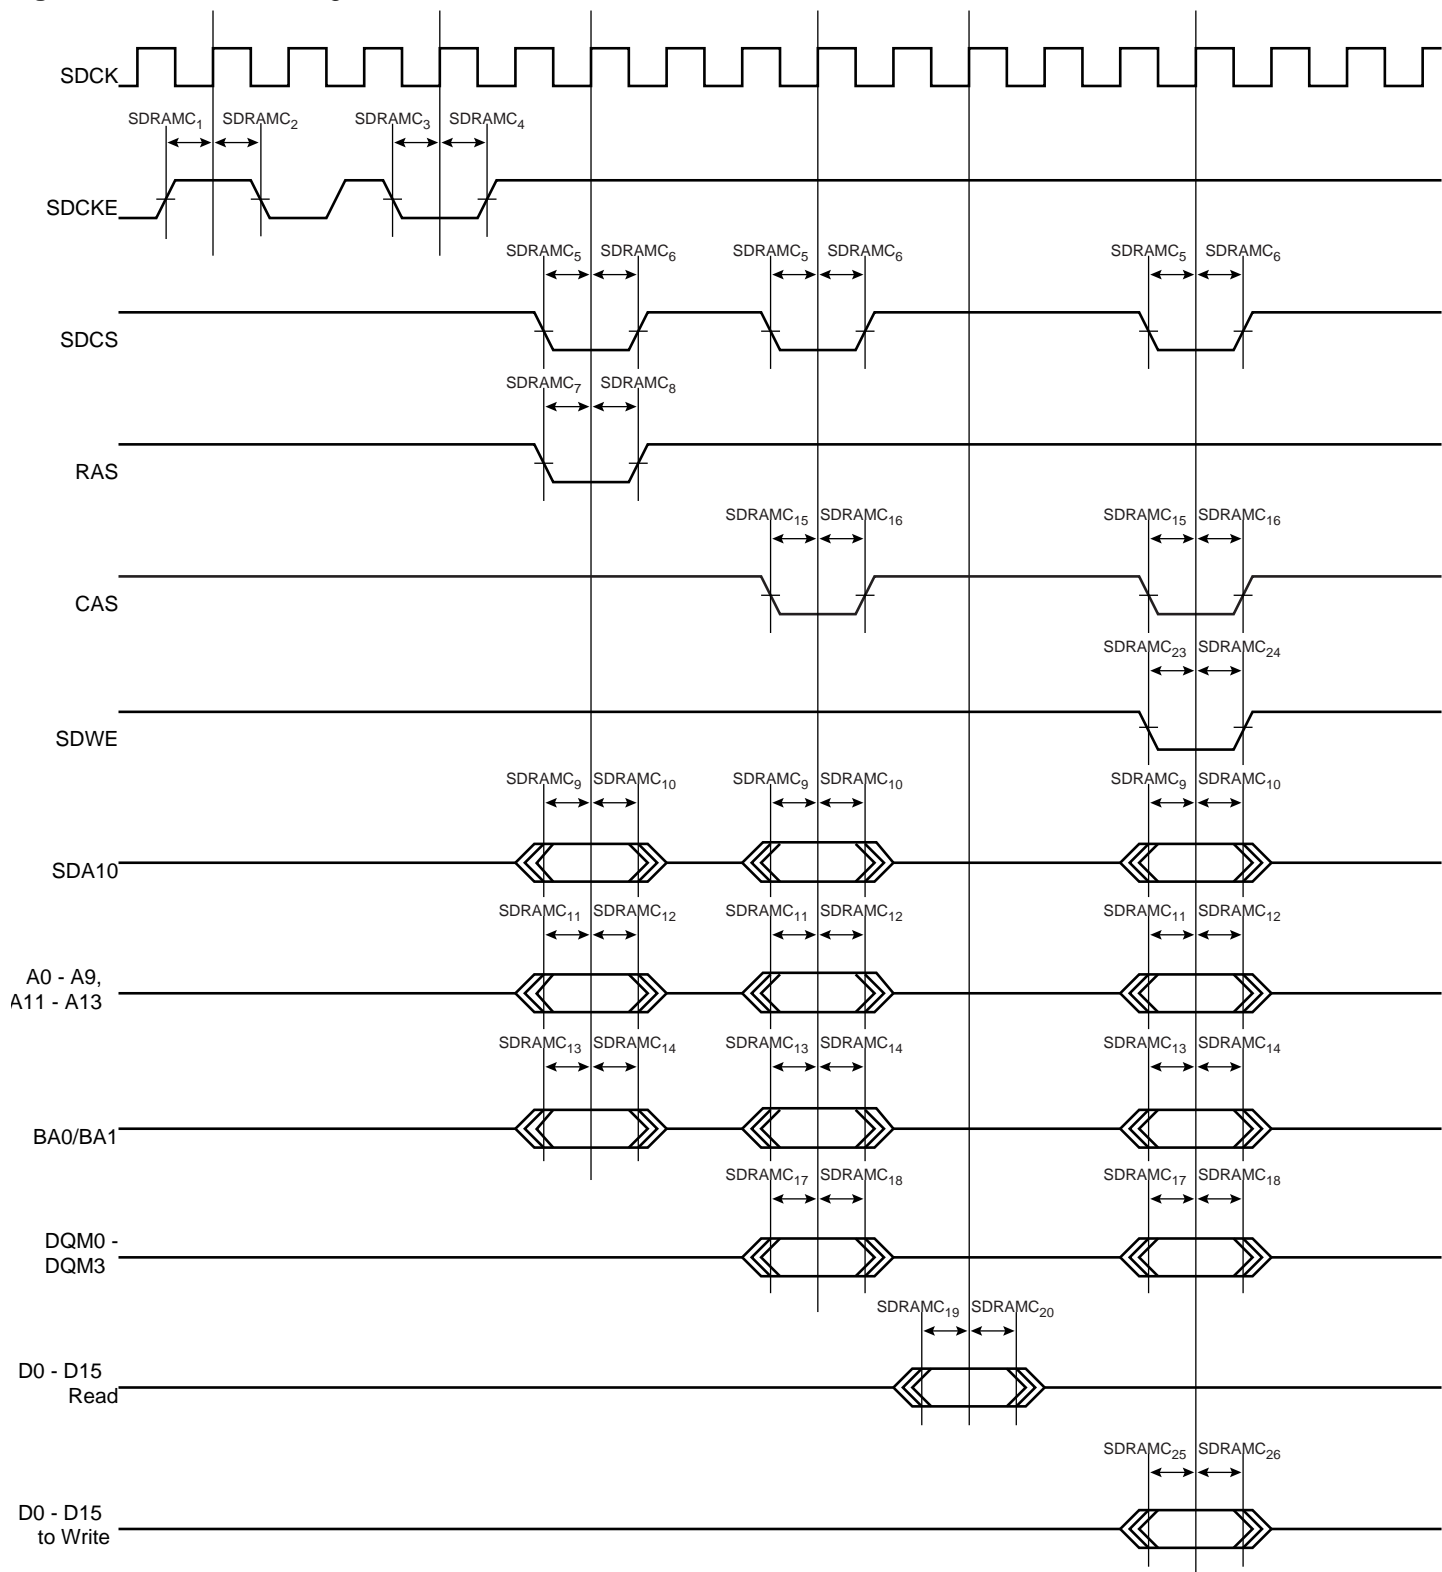 SDCK
SDRAMC1 SDRAMC2 SDRAMC3 SDRAMC4
SDCKE
SDRAMC5 SDRAMC6 SDRAMC5 SDRAMC6 SDRAMC5 SDRAMC6
SDCS
SDRAMC7 SDRAMC8
RAS
SDRAMC15 SDRAMC16 SDRAMC15 SDRAMC16
CAS
SDRAMC23 SDRAMC24
SDWE
SDRAMC9 SDRAMC10 SDRAMC9 SDRAMC10 SDRAMC9 SDRAMC10
SDA10
SDRAMC11 SDRAMC12 SDRAMC11 SDRAMC12 SDRAMC11 SDRAMC12
A0 - A9,
A11 - A13
SDRAMC13 SDRAMC14 SDRAMC13 SDRAMC14 SDRAMC13 SDRAMC14
BA0/BA1
SDRAMC17 SDRAMC18 SDRAMC17 SDRAMC18
DQM0 -
DQM3
SDRAMC19 SDRAMC20
D0 - D15
Read
SDRAMC25 SDRAMC26
D0 - D15
to Write